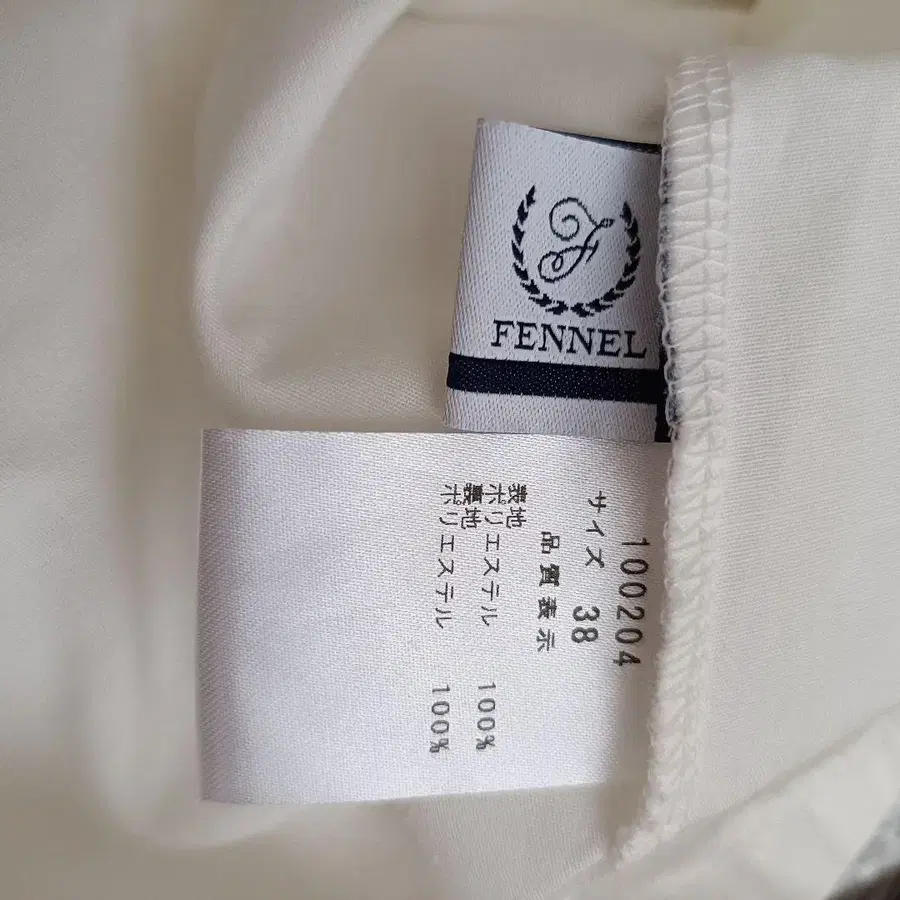 F
FENNEL
100204
サイズ 38
品質表示
表地
ポリエステル 100%
裏地
ポリエステル 100%